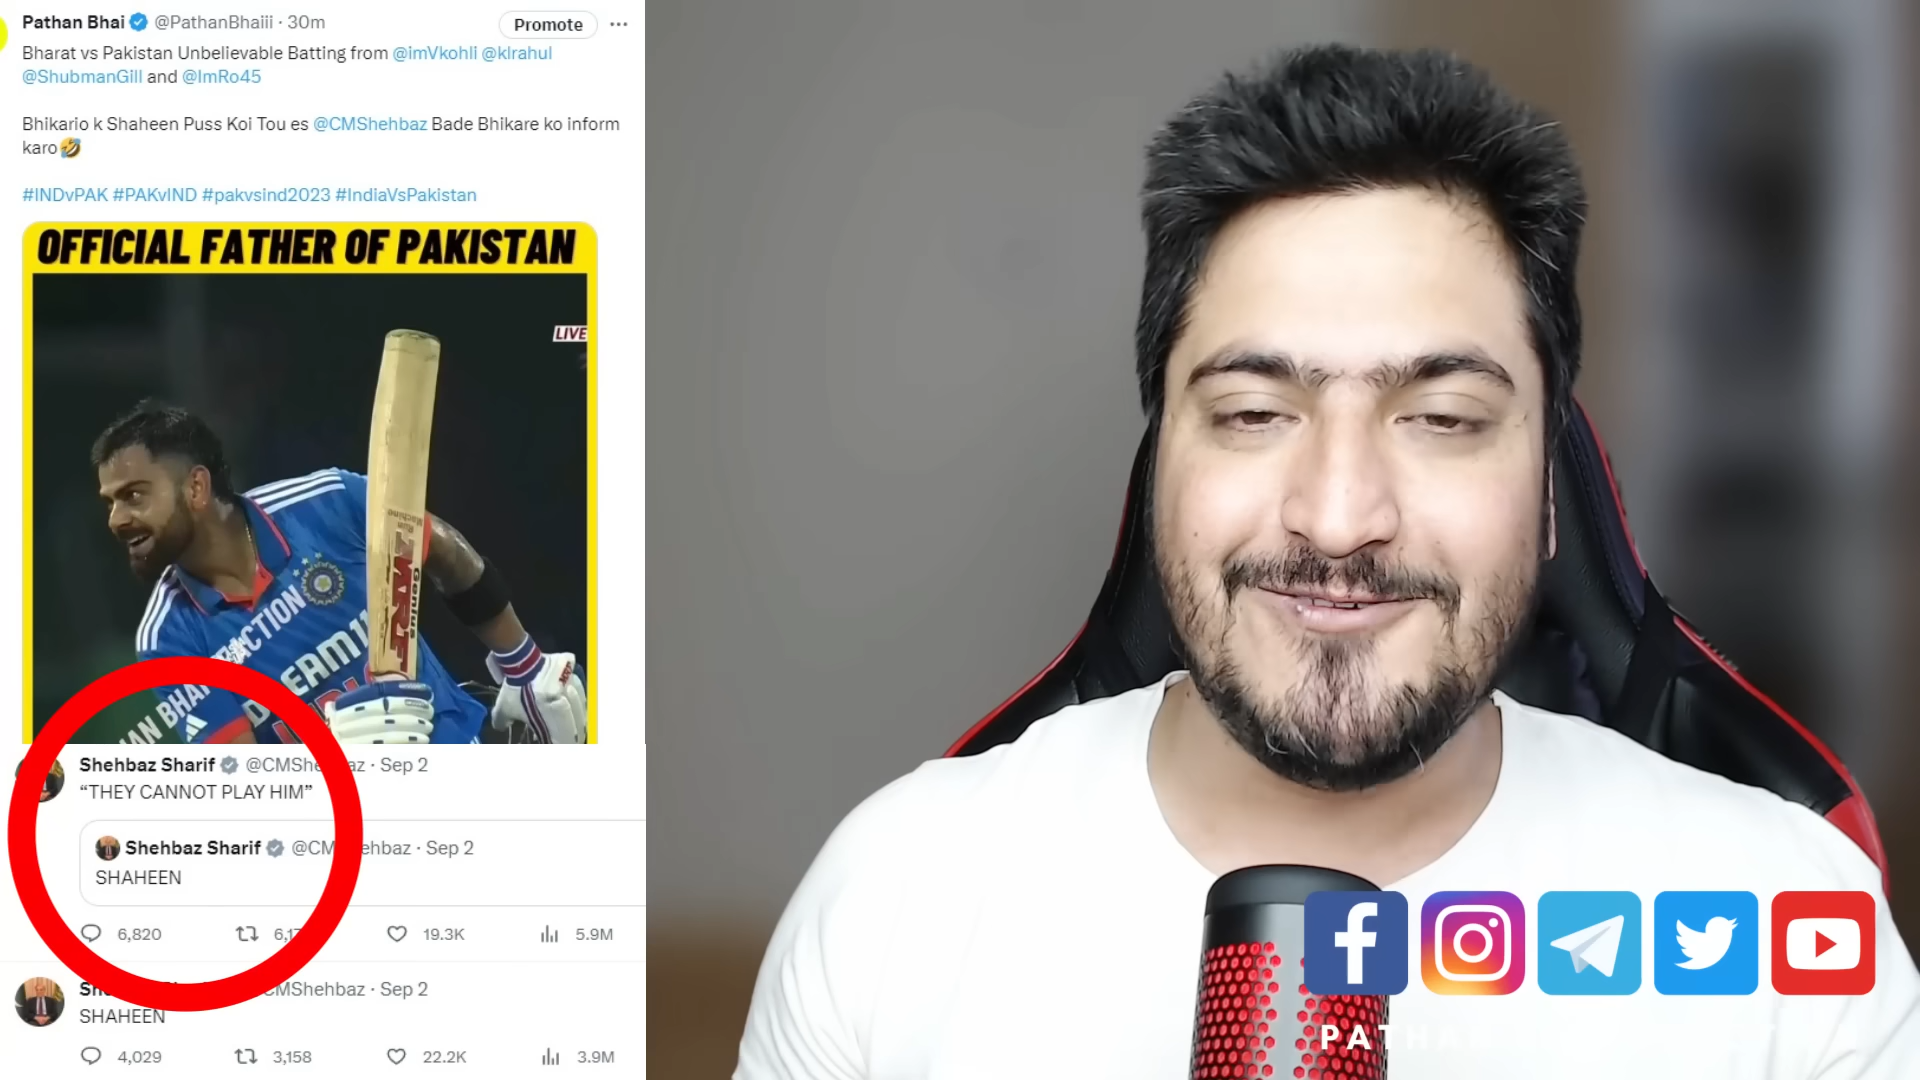 Pathan Bhai @PathanBhaiii · 30m
Promote
Bharat vs Pakistan Unbelievable Batting from @imVkohli @klrahul
@ShubmanGill and @ImRo45
Bhikario k Shaheen Puss Koi Tou es @CMShehbaz Bade Bhikare ko inform
karo🤣
#INDvPAK #PAKvIND #pakvsind2023 #IndiaVsPakistan
OFFICIAL FATHER OF PAKISTAN
LIVE
Genius
DREAM11
Shehbaz Sharif · Sep 2
“THEY CANNOT PLAY HIM”
Shehbaz Sharif · Sep 2
SHAHEEN
6,820 19.3K 5.9M
@CMShehbaz · Sep 2
SHAHEEN
4,029 3,158 22.2K 3.9M